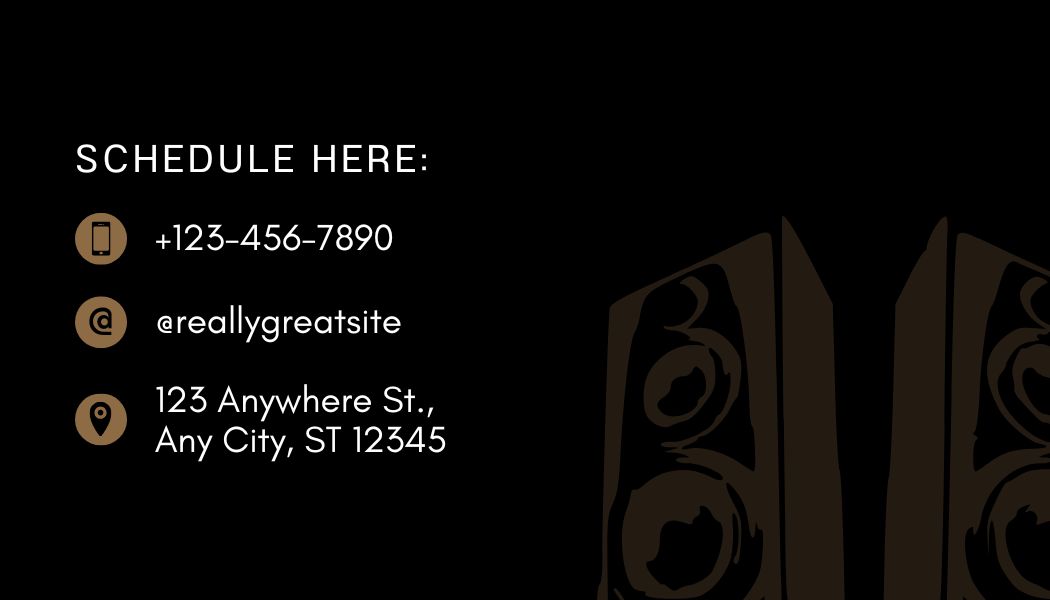 SCHEDULE HERE:
+123-456-7890
@reallygreatsite
123 Anywhere St.,
Any City, ST 12345